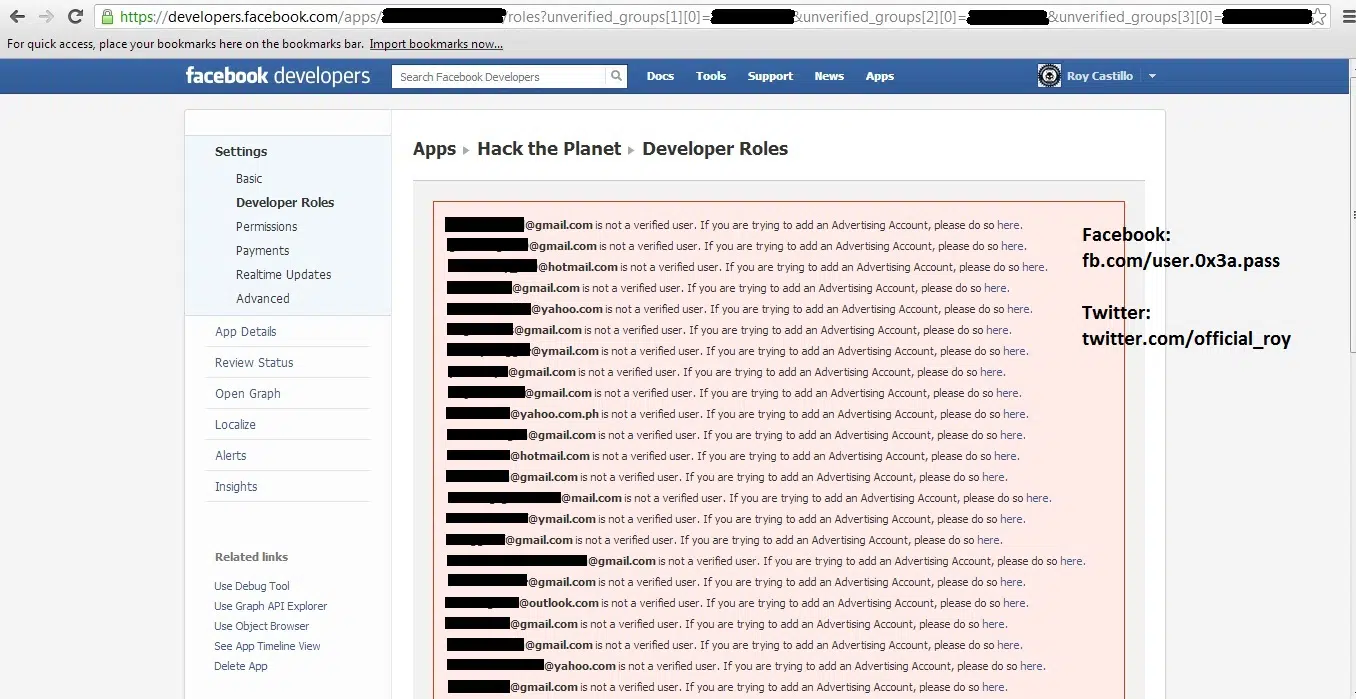 https://developers.facebook.com/apps/ /roles?unverified_groups[1][0]= &unverified_groups[2][0]= &unverified_groups[3][0]=
For quick access, place your bookmarks here on the bookmarks bar. Import bookmarks now...
facebook developers
Search Facebook Developers
Docs Tools Support News Apps
Roy Castillo
Settings
Basic
Developer Roles
Permissions
Payments
Realtime Updates
Advanced
App Details
Review Status
Open Graph
Localize
Alerts
Insights
Related links
Use Debug Tool
Use Graph API Explorer
Use Object Browser
See App Timeline View
Delete App
Apps ▸ Hack the Planet ▸ Developer Roles
@gmail.com is not a verified user. If you are trying to add an Advertising Account, please do so here.
@gmail.com is not a verified user. If you are trying to add an Advertising Account, please do so here.
@hotmail.com is not a verified user. If you are trying to add an Advertising Account, please do so here.
@gmail.com is not a verified user. If you are trying to add an Advertising Account, please do so here.
@yahoo.com is not a verified user. If you are trying to add an Advertising Account, please do so here.
@gmail.com is not a verified user. If you are trying to add an Advertising Account, please do so here.
@ymail.com is not a verified user. If you are trying to add an Advertising Account, please do so here.
@gmail.com is not a verified user. If you are trying to add an Advertising Account, please do so here.
@gmail.com is not a verified user. If you are trying to add an Advertising Account, please do so here.
@yahoo.com.ph is not a verified user. If you are trying to add an Advertising Account, please do so here.
@gmail.com is not a verified user. If you are trying to add an Advertising Account, please do so here.
@hotmail.com is not a verified user. If you are trying to add an Advertising Account, please do so here.
@gmail.com is not a verified user. If you are trying to add an Advertising Account, please do so here.
@mail.com is not a verified user. If you are trying to add an Advertising Account, please do so here.
@ymail.com is not a verified user. If you are trying to add an Advertising Account, please do so here.
@gmail.com is not a verified user. If you are trying to add an Advertising Account, please do so here.
@gmail.com is not a verified user. If you are trying to add an Advertising Account, please do so here.
@gmail.com is not a verified user. If you are trying to add an Advertising Account, please do so here.
@outlook.com is not a verified user. If you are trying to add an Advertising Account, please do so here.
@gmail.com is not a verified user. If you are trying to add an Advertising Account, please do so here.
@gmail.com is not a verified user. If you are trying to add an Advertising Account, please do so here.
@yahoo.com is not a verified user. If you are trying to add an Advertising Account, please do so here.
@gmail.com is not a verified user. If you are trying to add an Advertising Account, please do so here.
Facebook:
fb.com/user.0x3a.pass
Twitter:
twitter.com/official_roy